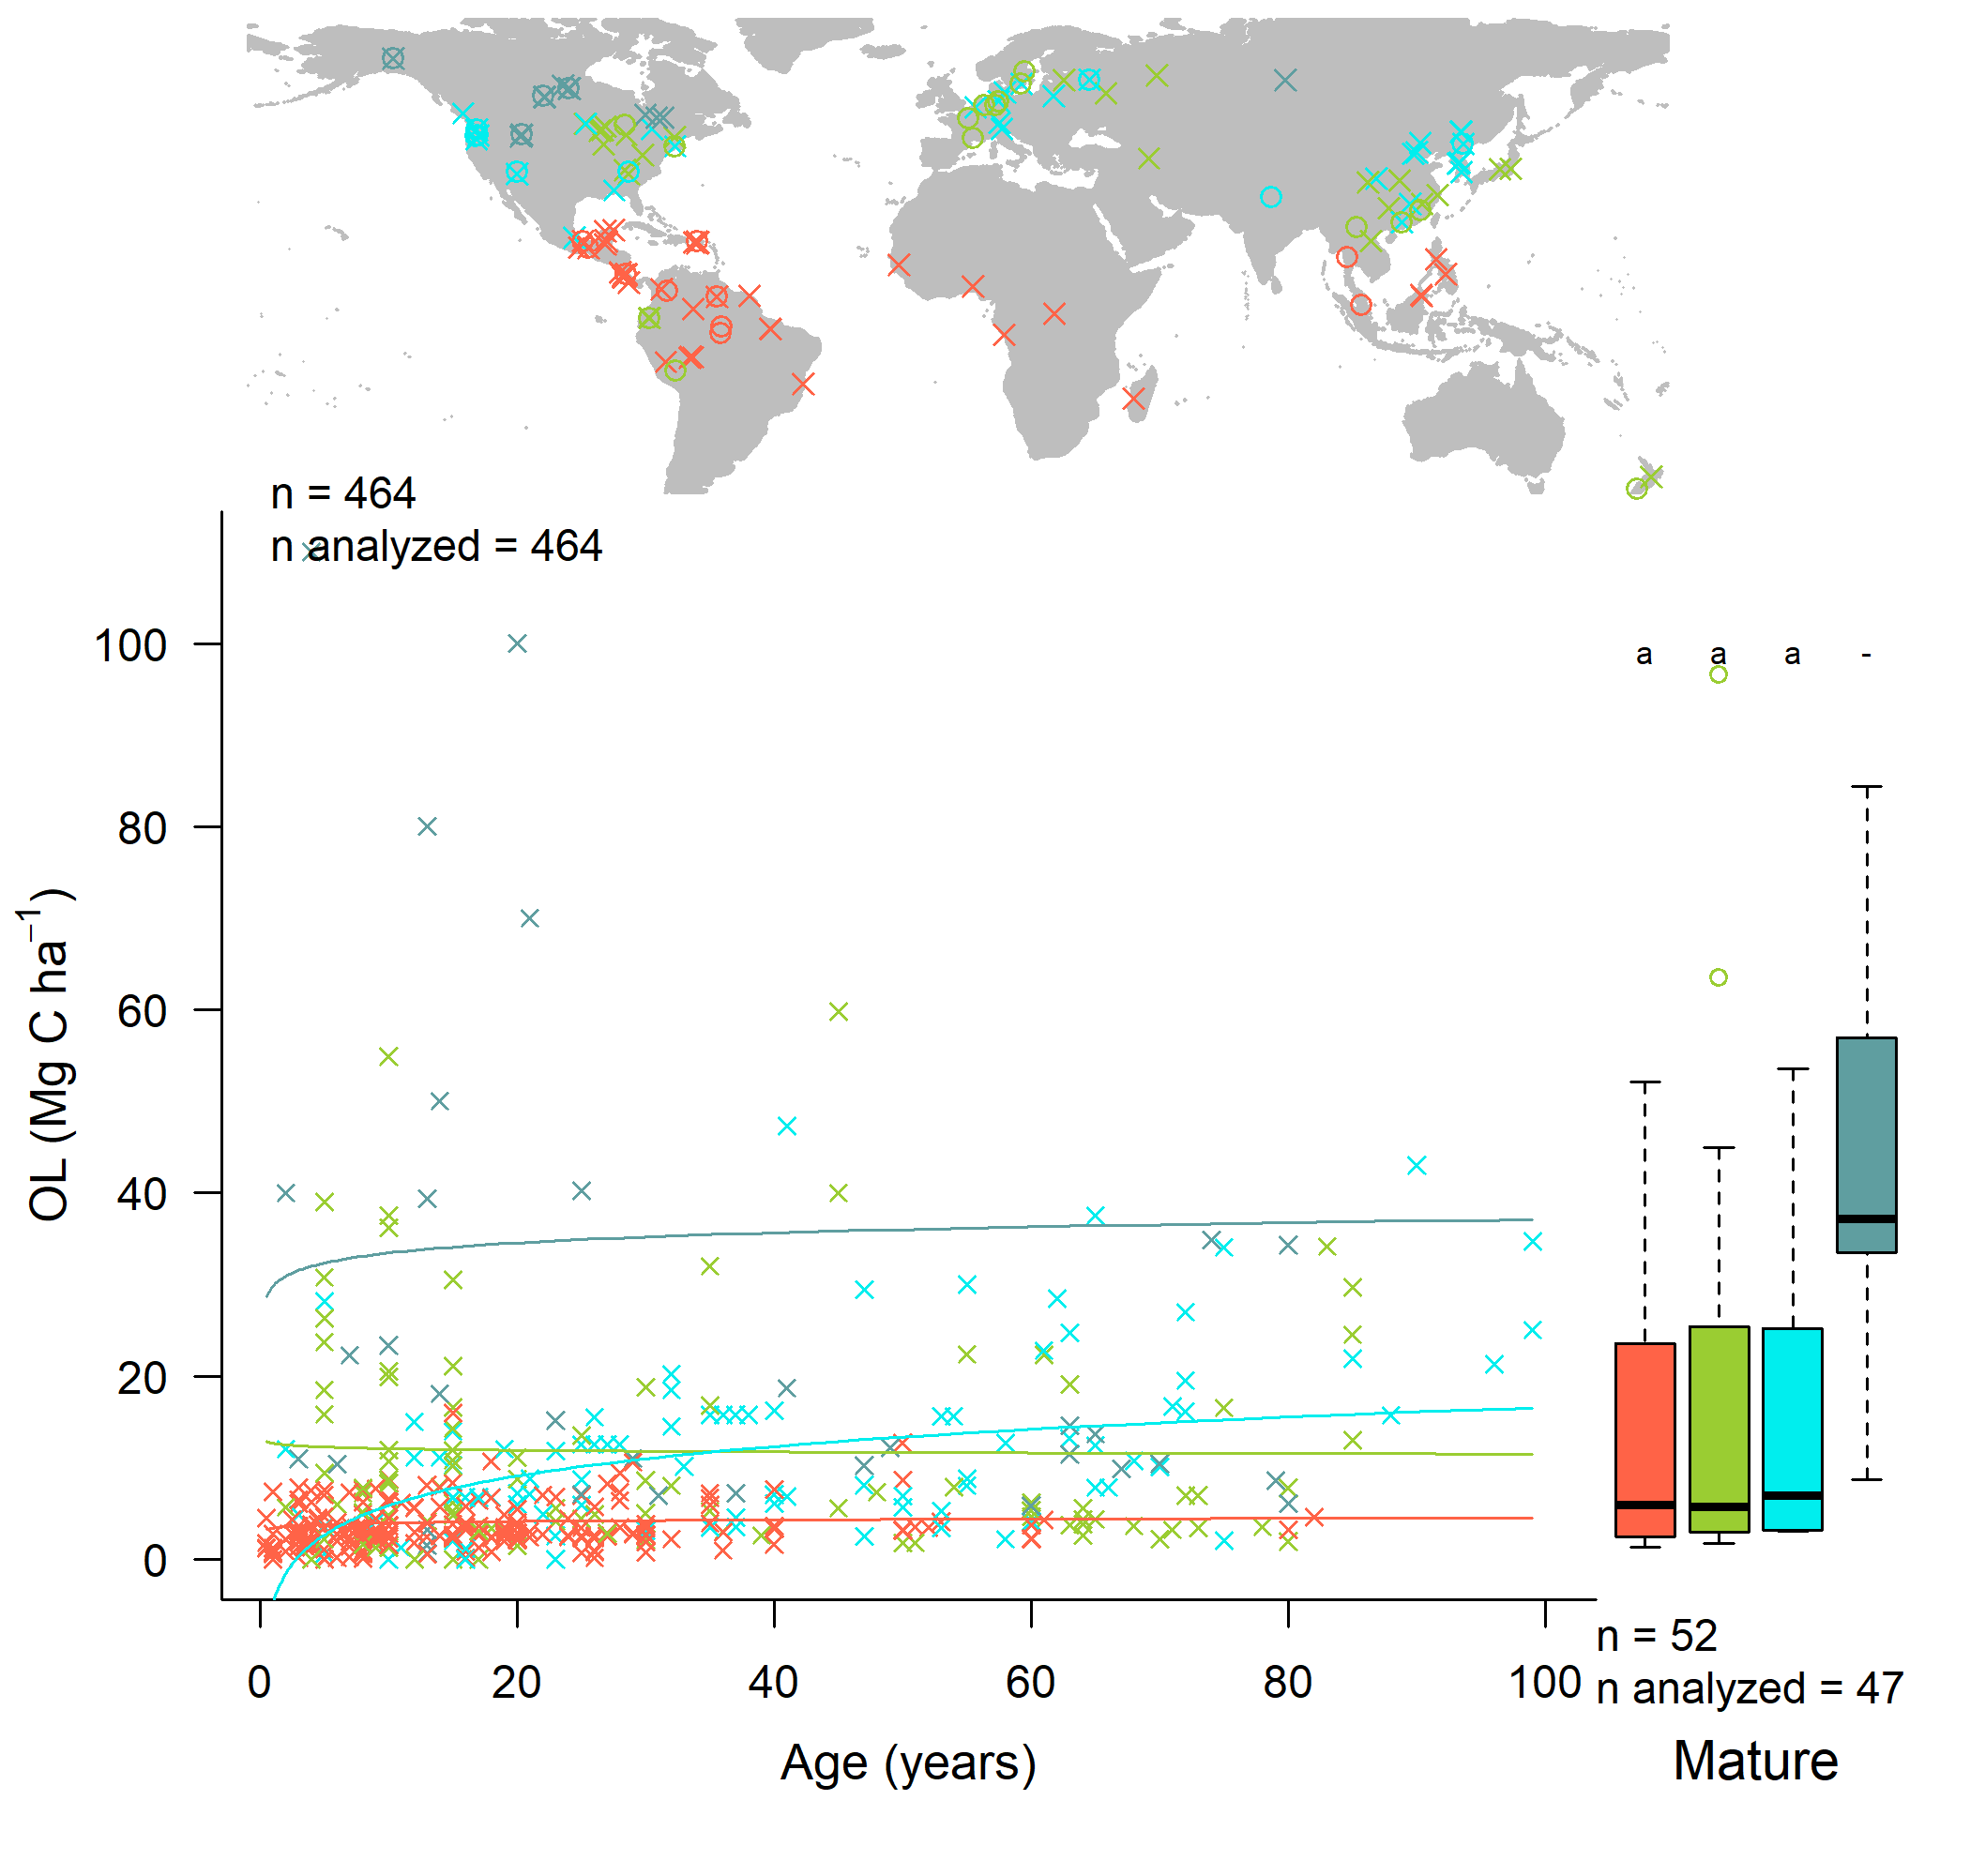 n = 464
n analyzed = 464
OL (Mg C ha⁻¹)
100
80
60
40
20
0
a a a -
0 20 40 60 80 100
Age (years)
n = 52
n analyzed = 47
Mature